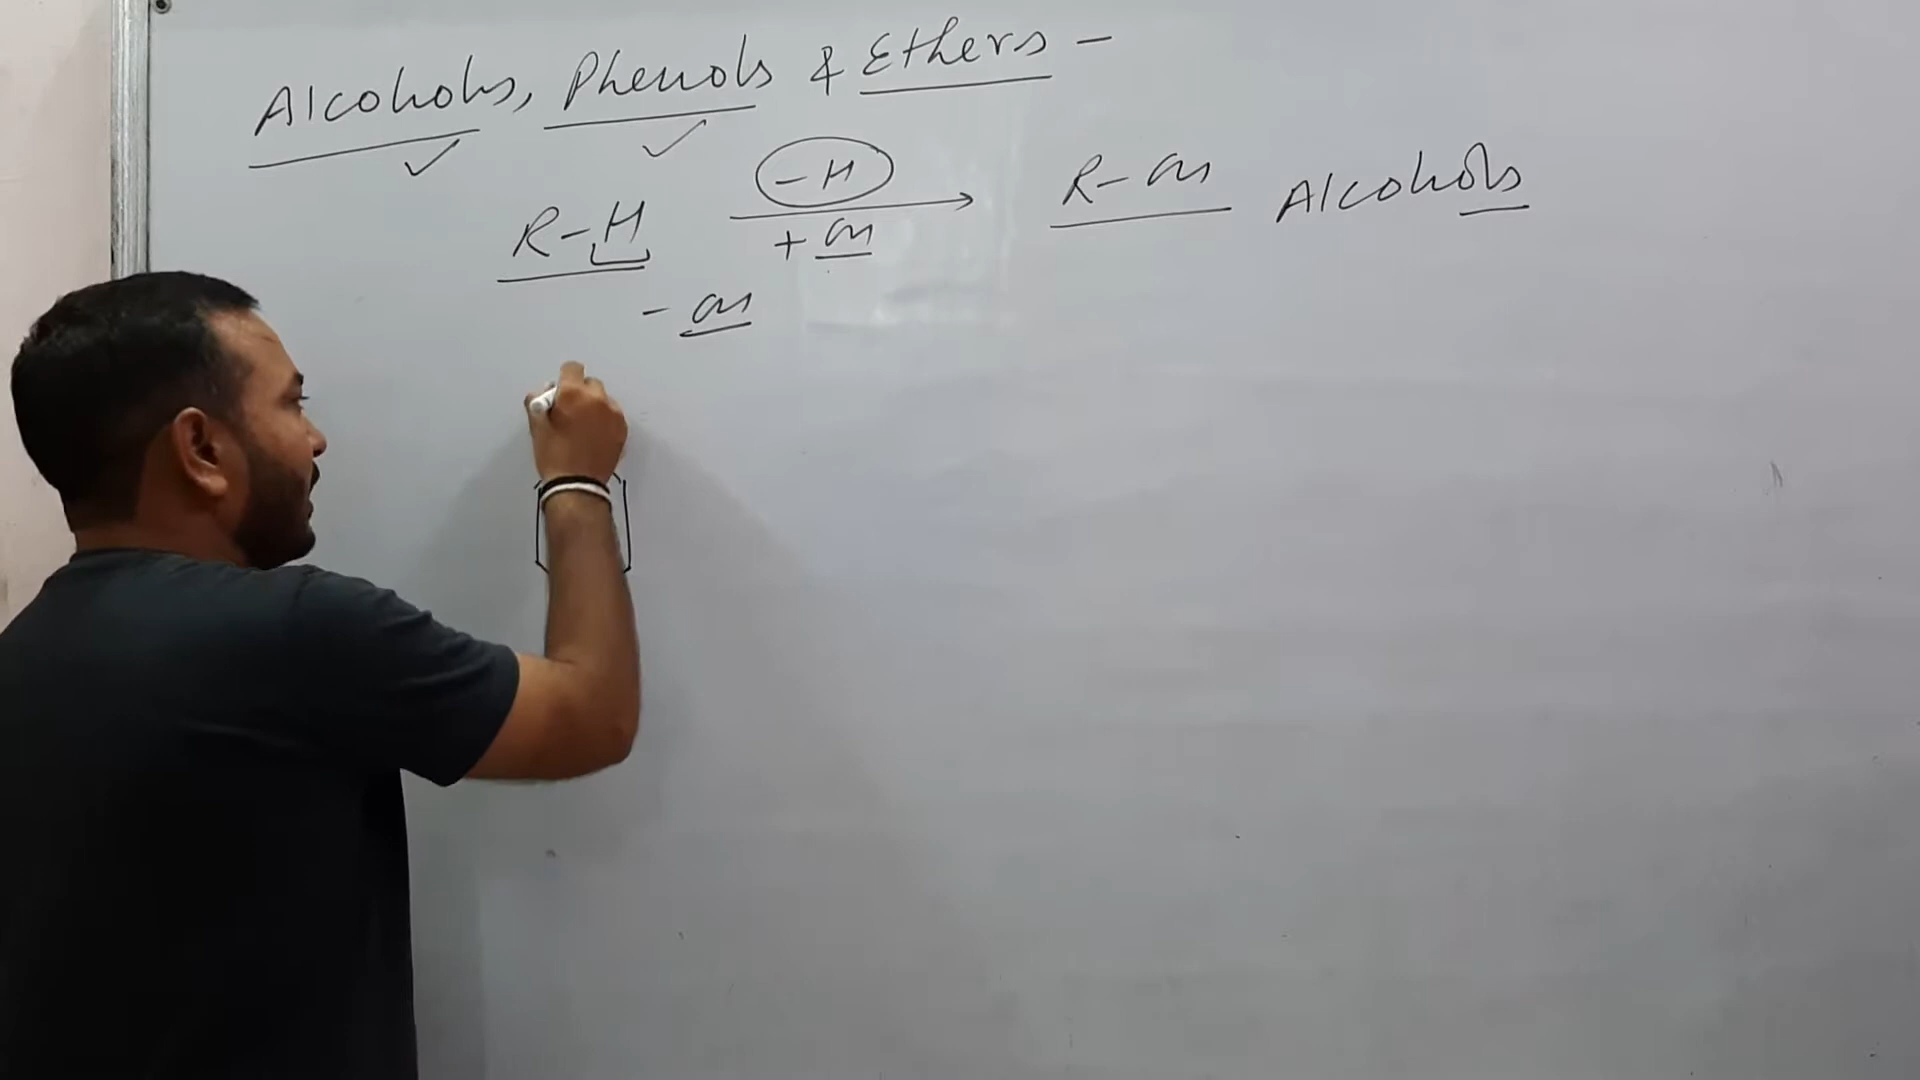 Alcohols, Phenols & Ethers -
R-H -H + OH → R-OH Alcohols
- OH